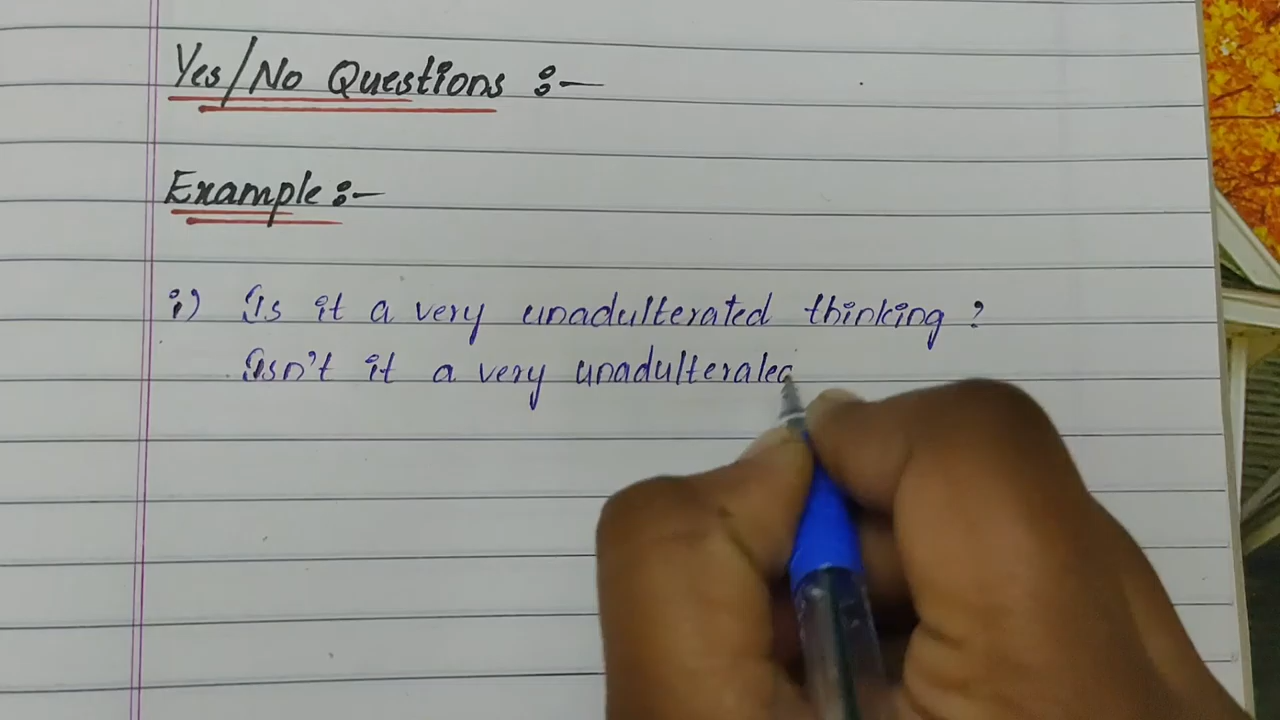 Yes/No Questions :-
Example :-
i) Is it a very unadulterated thinking ?
Isn't it a very unadulterated